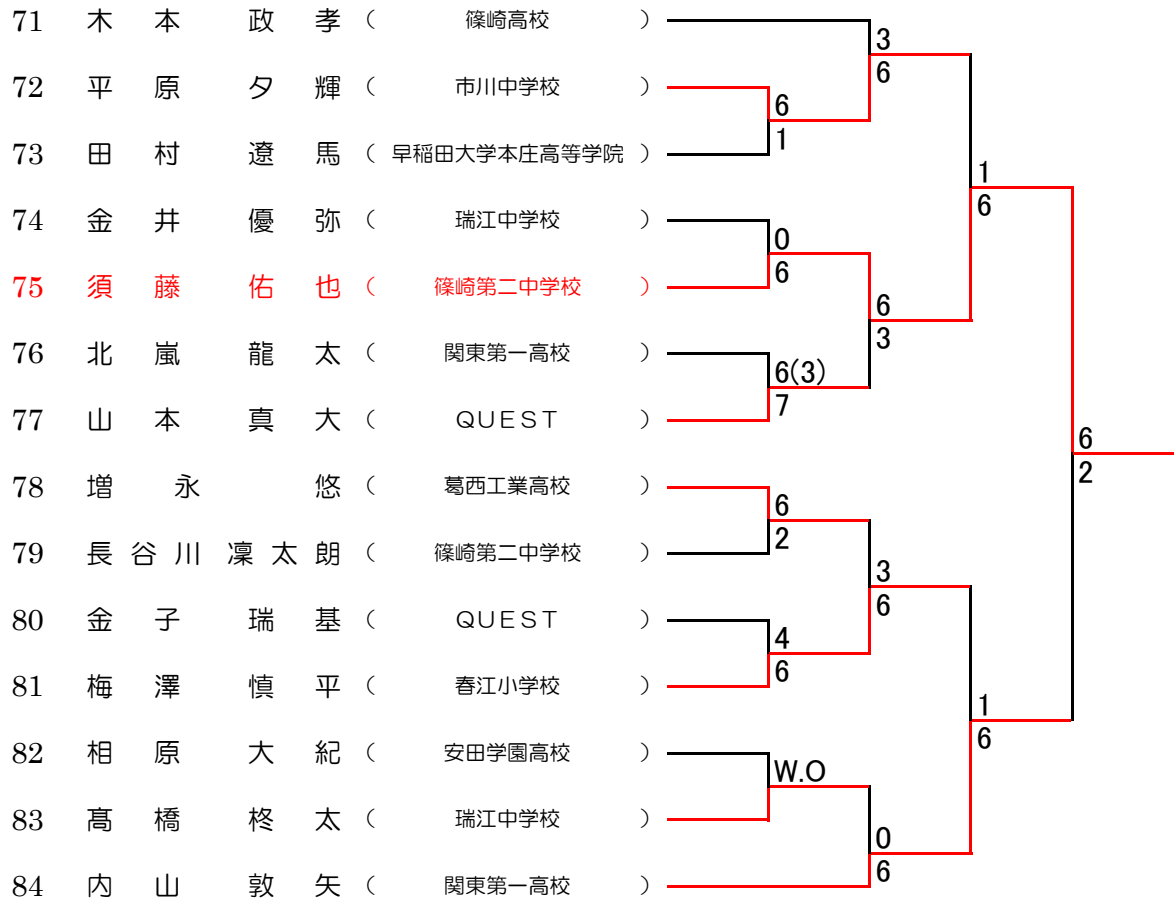 71 木本 政孝 （ 篠崎高校 ）
3
6
72 平原 夕輝 （ 市川中学校 ）
6
1
73 田村 遼馬 （ 早稲田大学本庄高等学院 ）
1
6
74 金井 優弥 （ 瑞江中学校 ）
0
6
75 須藤 佑也 （ 篠崎第二中学校 ）
6
3
76 北嵐 龍太 （ 関東第一高校 ）
6(3)
7
77 山本 真大 （ ＱＵＥＳＴ ）
6
2
78 増永 悠 （ 葛西工業高校 ）
6
2
79 長谷川 凜太朗 （ 篠崎第二中学校 ）
3
6
80 金子 瑞基 （ ＱＵＥＳＴ ）
4
6
81 梅澤 慎平 （ 春江小学校 ）
1
6
82 相原 大紀 （ 安田学園高校 ）
W.O
83 髙橋 柊太 （ 瑞江中学校 ）
0
6
84 内山 敦矢 （ 関東第一高校 ）